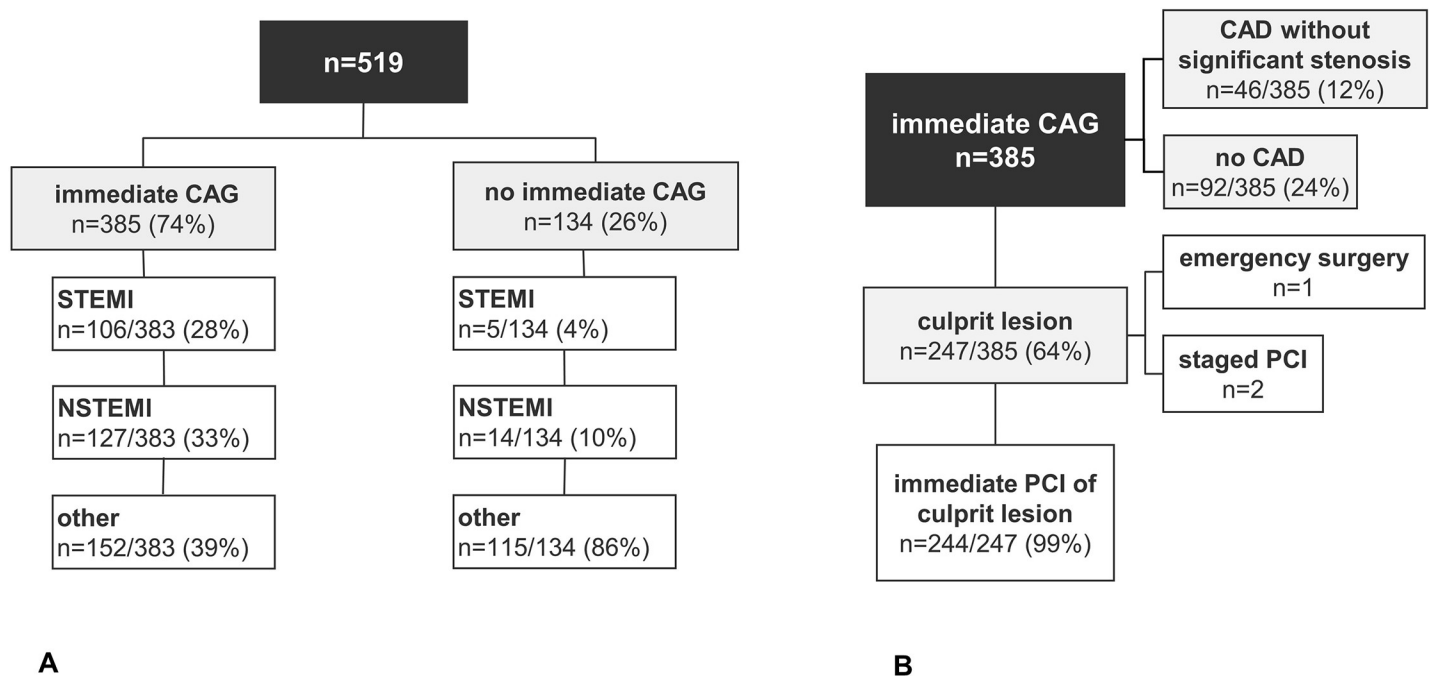 n=519
immediate CAG
n=385 (74%)
no immediate CAG
n=134 (26%)
STEMI
n=106/383 (28%)
STEMI
n=5/134 (4%)
NSTEMI
n=127/383 (33%)
NSTEMI
n=14/134 (10%)
other
n=152/383 (39%)
other
n=115/134 (86%)
A
immediate CAG
n=385
CAD without
significant stenosis
n=46/385 (12%)
no CAD
n=92/385 (24%)
culprit lesion
n=247/385 (64%)
emergency surgery
n=1
staged PCI
n=2
immediate PCI of
culprit lesion
n=244/247 (99%)
B